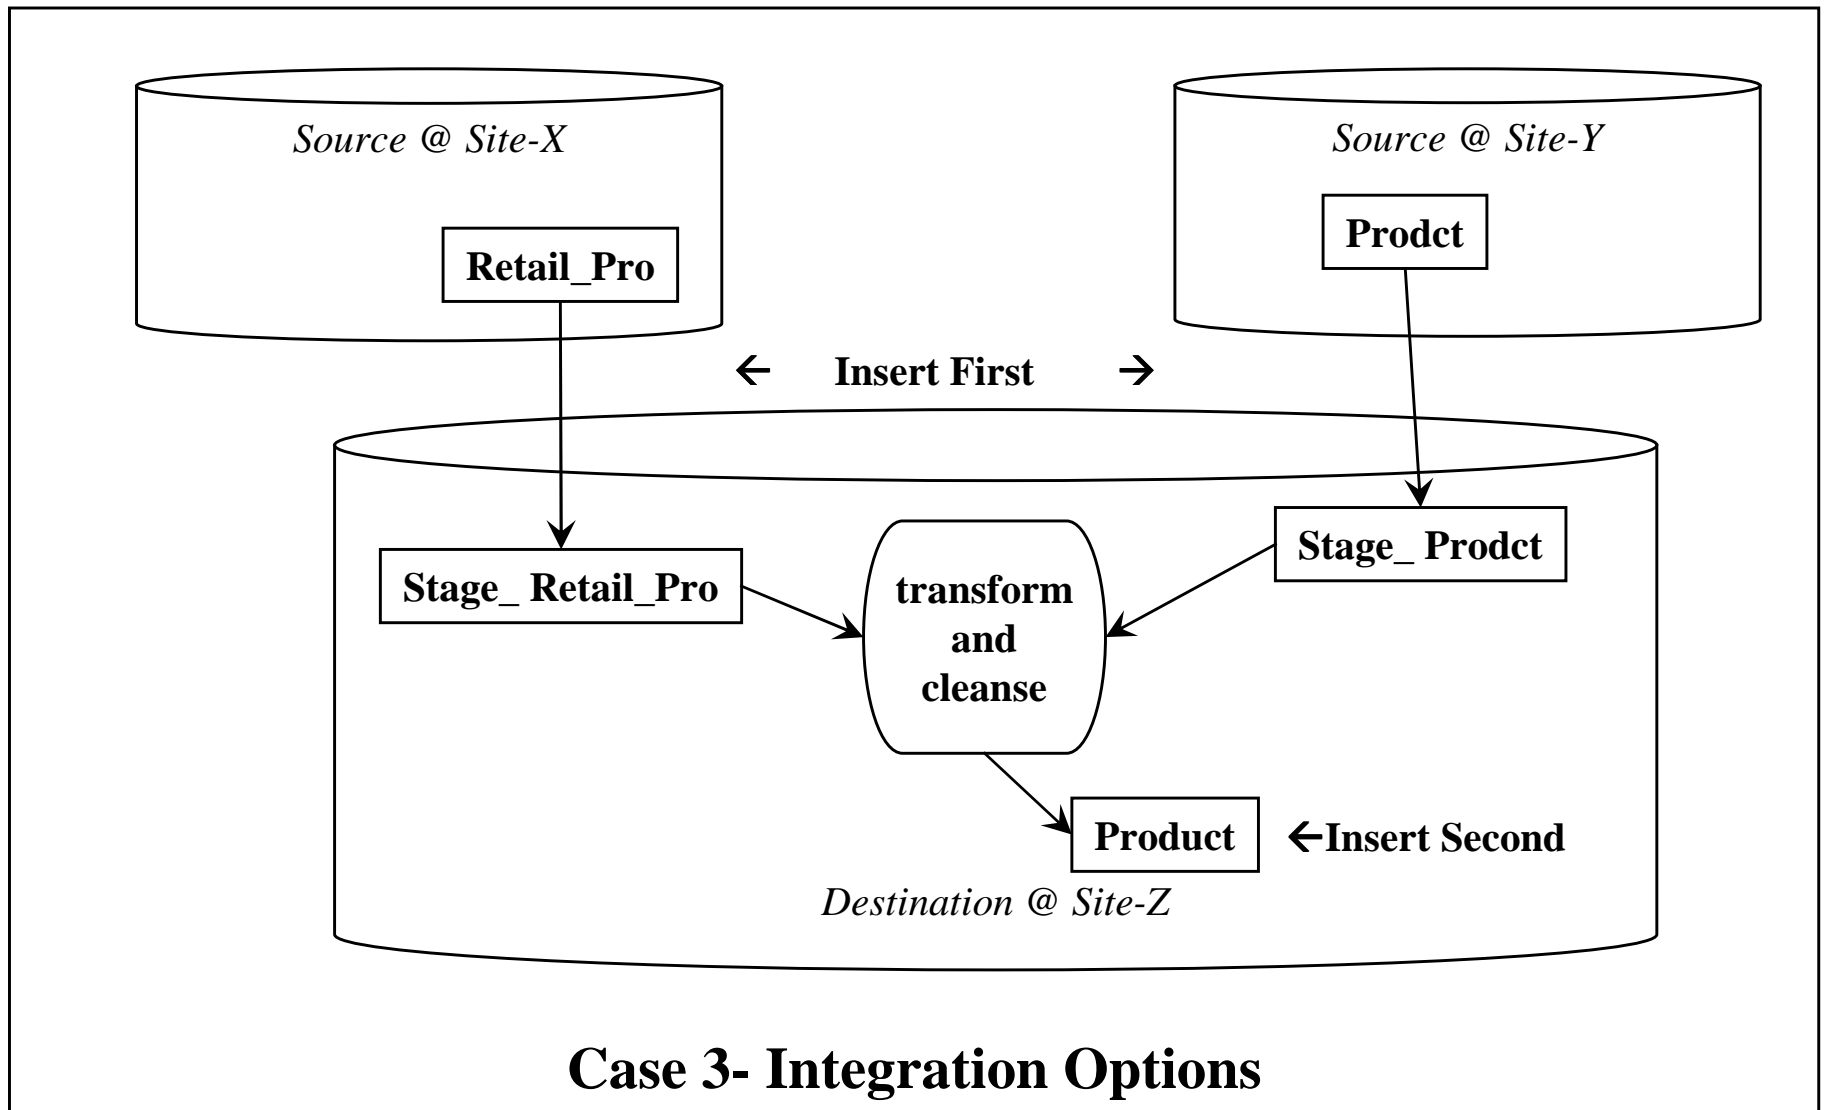 Source @ Site-X
Source @ Site-Y
Prodct
Retail_Pro
← Insert First →
Stage_ Prodct
Stage_ Retail_Pro
transform
and
cleanse
Product
←Insert Second
Destination @ Site-Z
Case 3- Integration Options